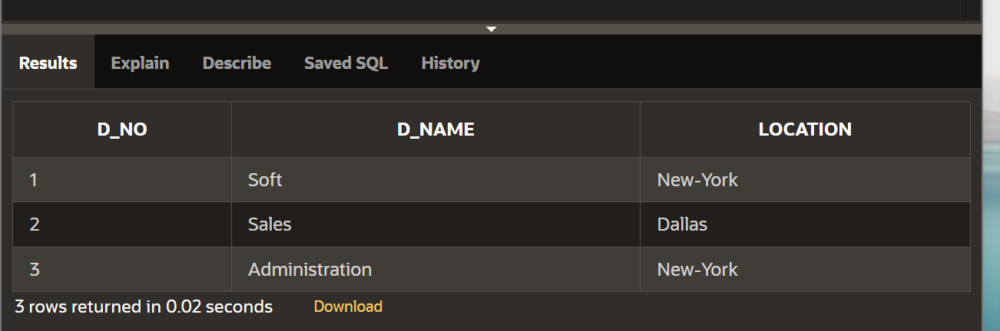 Results Explain Describe Saved SQL History
D_NO D_NAME LOCATION
1 Soft New-York
2 Sales Dallas
3 Administration New-York
3 rows returned in 0.02 seconds Download